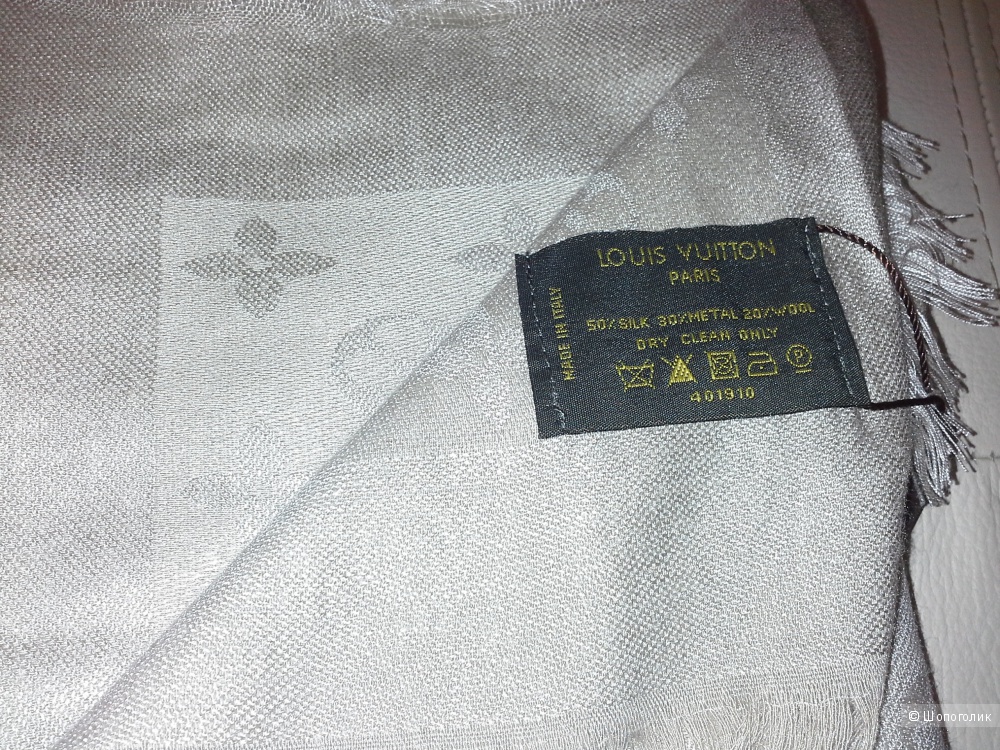 LOUIS VUITTON
PARIS
MADE IN ITALY
50% SILK 30% METAL 20% WOOL
DRY CLEAN ONLY
P
401910
© Шопоголик